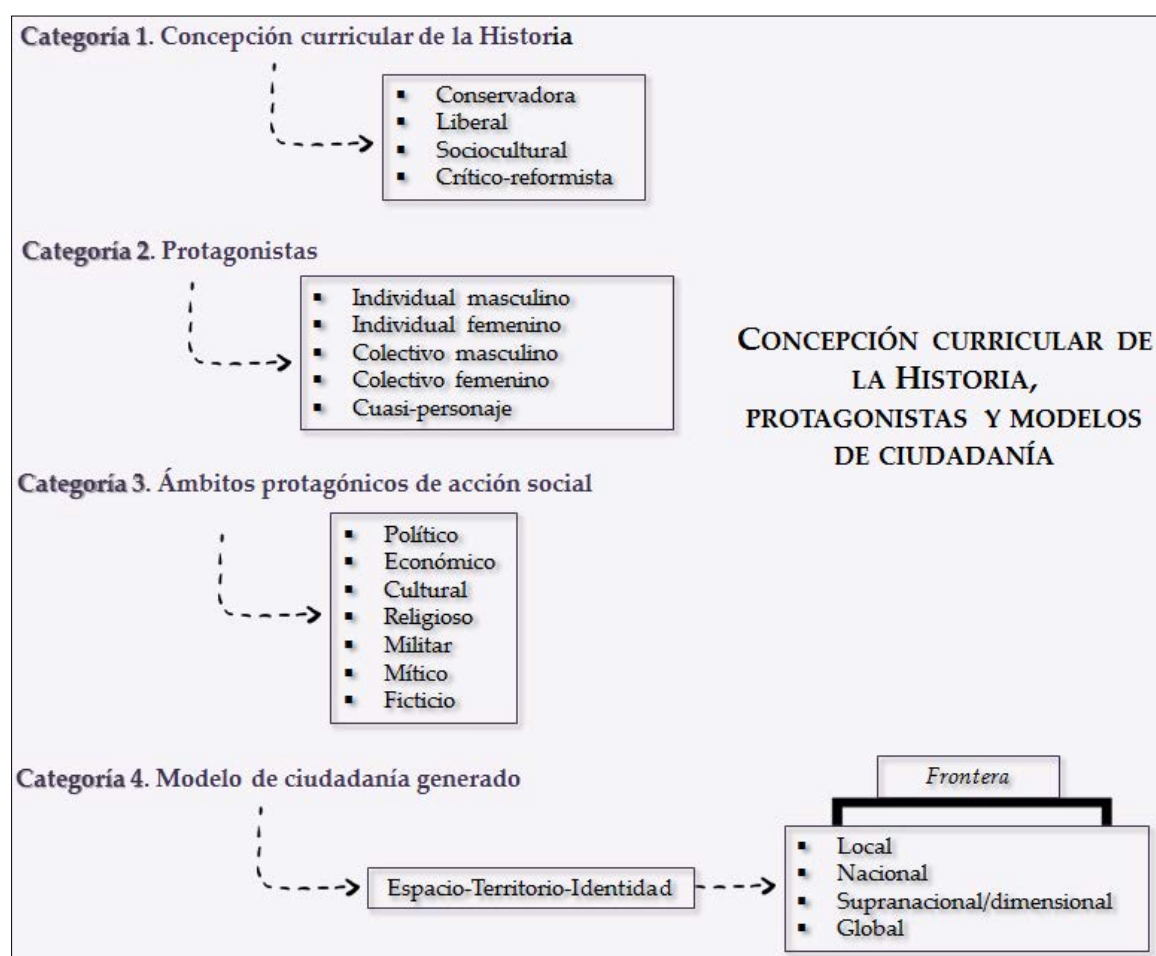 Categoría 1. Concepción curricular de la Historia
▪ Conservadora
▪ Liberal
▪ Sociocultural
▪ Crítico-reformista
Categoría 2. Protagonistas
▪ Individual masculino
▪ Individual femenino
▪ Colectivo masculino
▪ Colectivo femenino
▪ Cuasi-personaje
CONCEPCIÓN CURRICULAR DE
LA HISTORIA,
PROTAGONISTAS Y MODELOS
DE CIUDADANÍA
Categoría 3. Ámbitos protagónicos de acción social
▪ Político
▪ Económico
▪ Cultural
▪ Religioso
▪ Militar
▪ Mítico
▪ Ficticio
Categoría 4. Modelo de ciudadanía generado
Espacio-Territorio-Identidad
Frontera
▪ Local
▪ Nacional
▪ Supranacional/dimensional
▪ Global